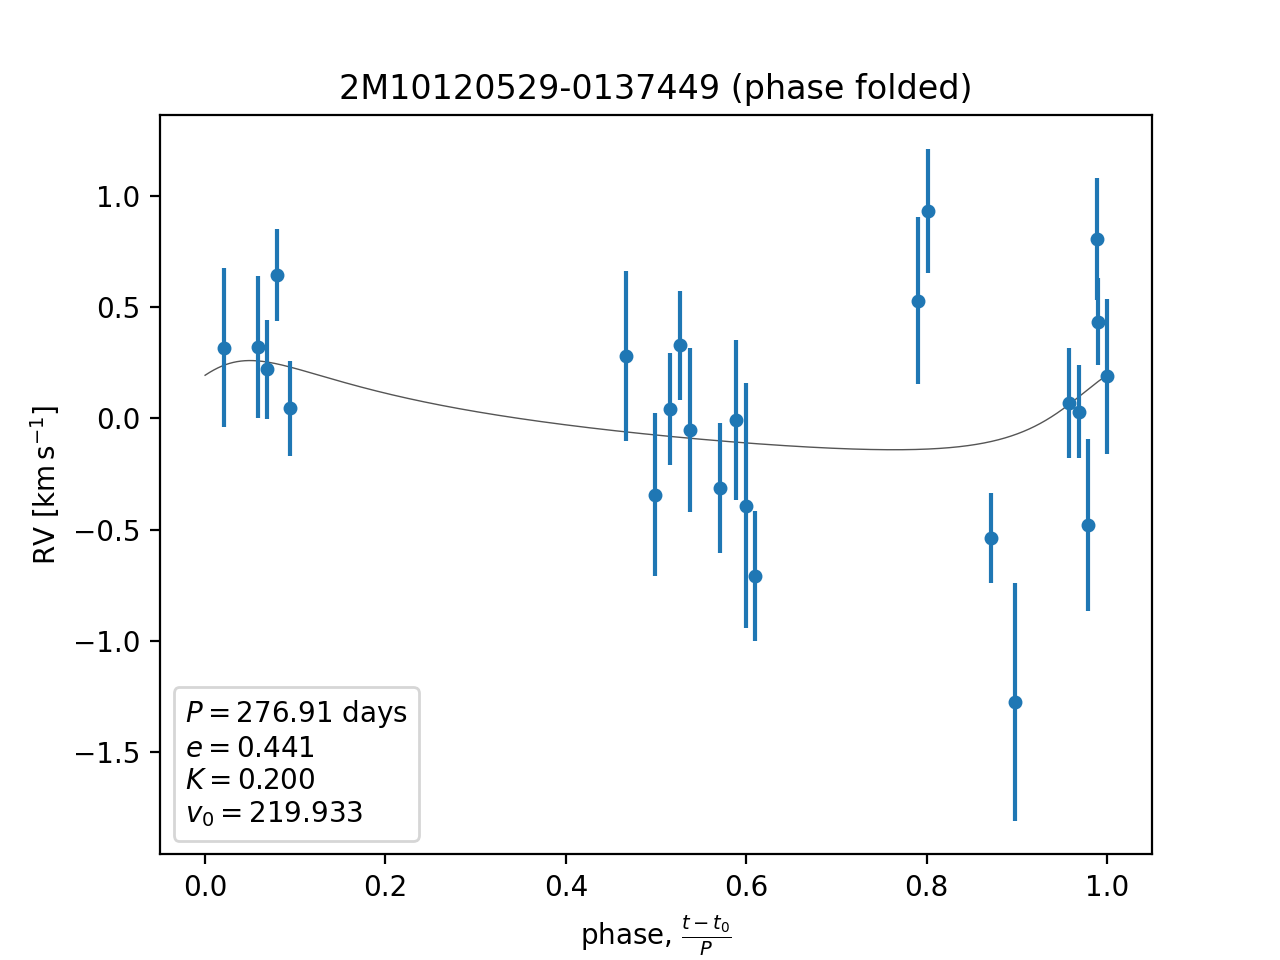 2M10120529-0137449 (phase folded)
RV [km s⁻¹]
1.0
0.5
0.0
−0.5
−1.0
−1.5
P = 276.91 days
e = 0.441
K = 0.200
v₀ = 219.933
0.0 0.2 0.4 0.6 0.8 1.0
phase, (t − t₀)/P